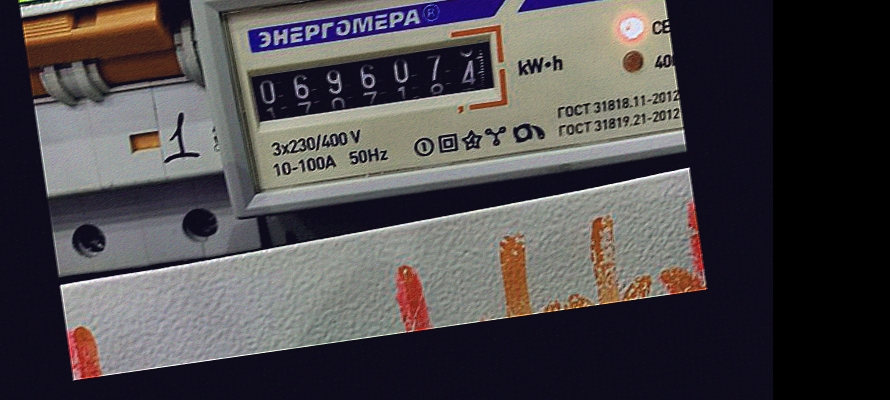 ЭНЕРГОМЕРА®
0696074
kW•h
3x230/400 V
10-100A 50Hz
ГОСТ 31818.11-2012
ГОСТ 31819.21-2012
1